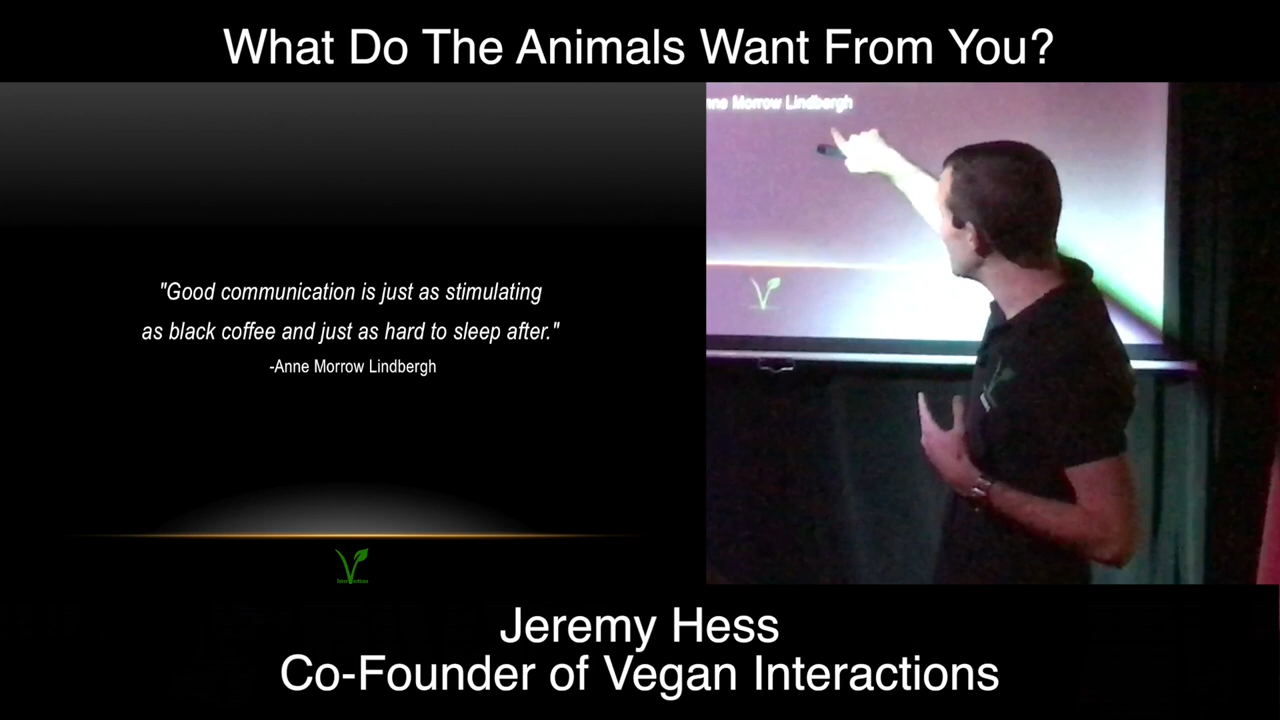 What Do The Animals Want From You?
"Good communication is just as stimulating
as black coffee and just as hard to sleep after."
-Anne Morrow Lindbergh
Morrow Lindbergh
Jeremy Hess
Co-Founder of Vegan Interactions